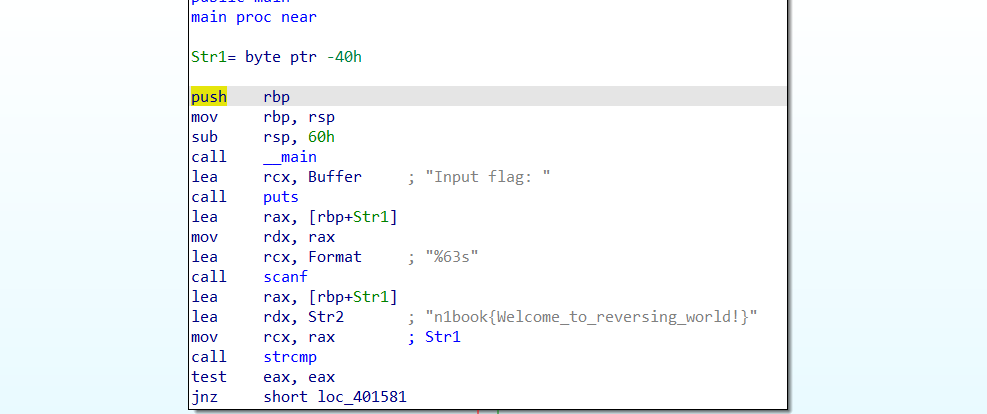 public main
main proc near
Str1= byte ptr -40h
push rbp
mov rbp, rsp
sub rsp, 60h
call __main
lea rcx, Buffer ; "Input flag: "
call puts
lea rax, [rbp+Str1]
mov rdx, rax
lea rcx, Format ; "%63s"
call scanf
lea rax, [rbp+Str1]
lea rdx, Str2 ; "n1book{Welcome_to_reversing_world!}"
mov rcx, rax ; Str1
call strcmp
test eax, eax
jnz short loc_401581